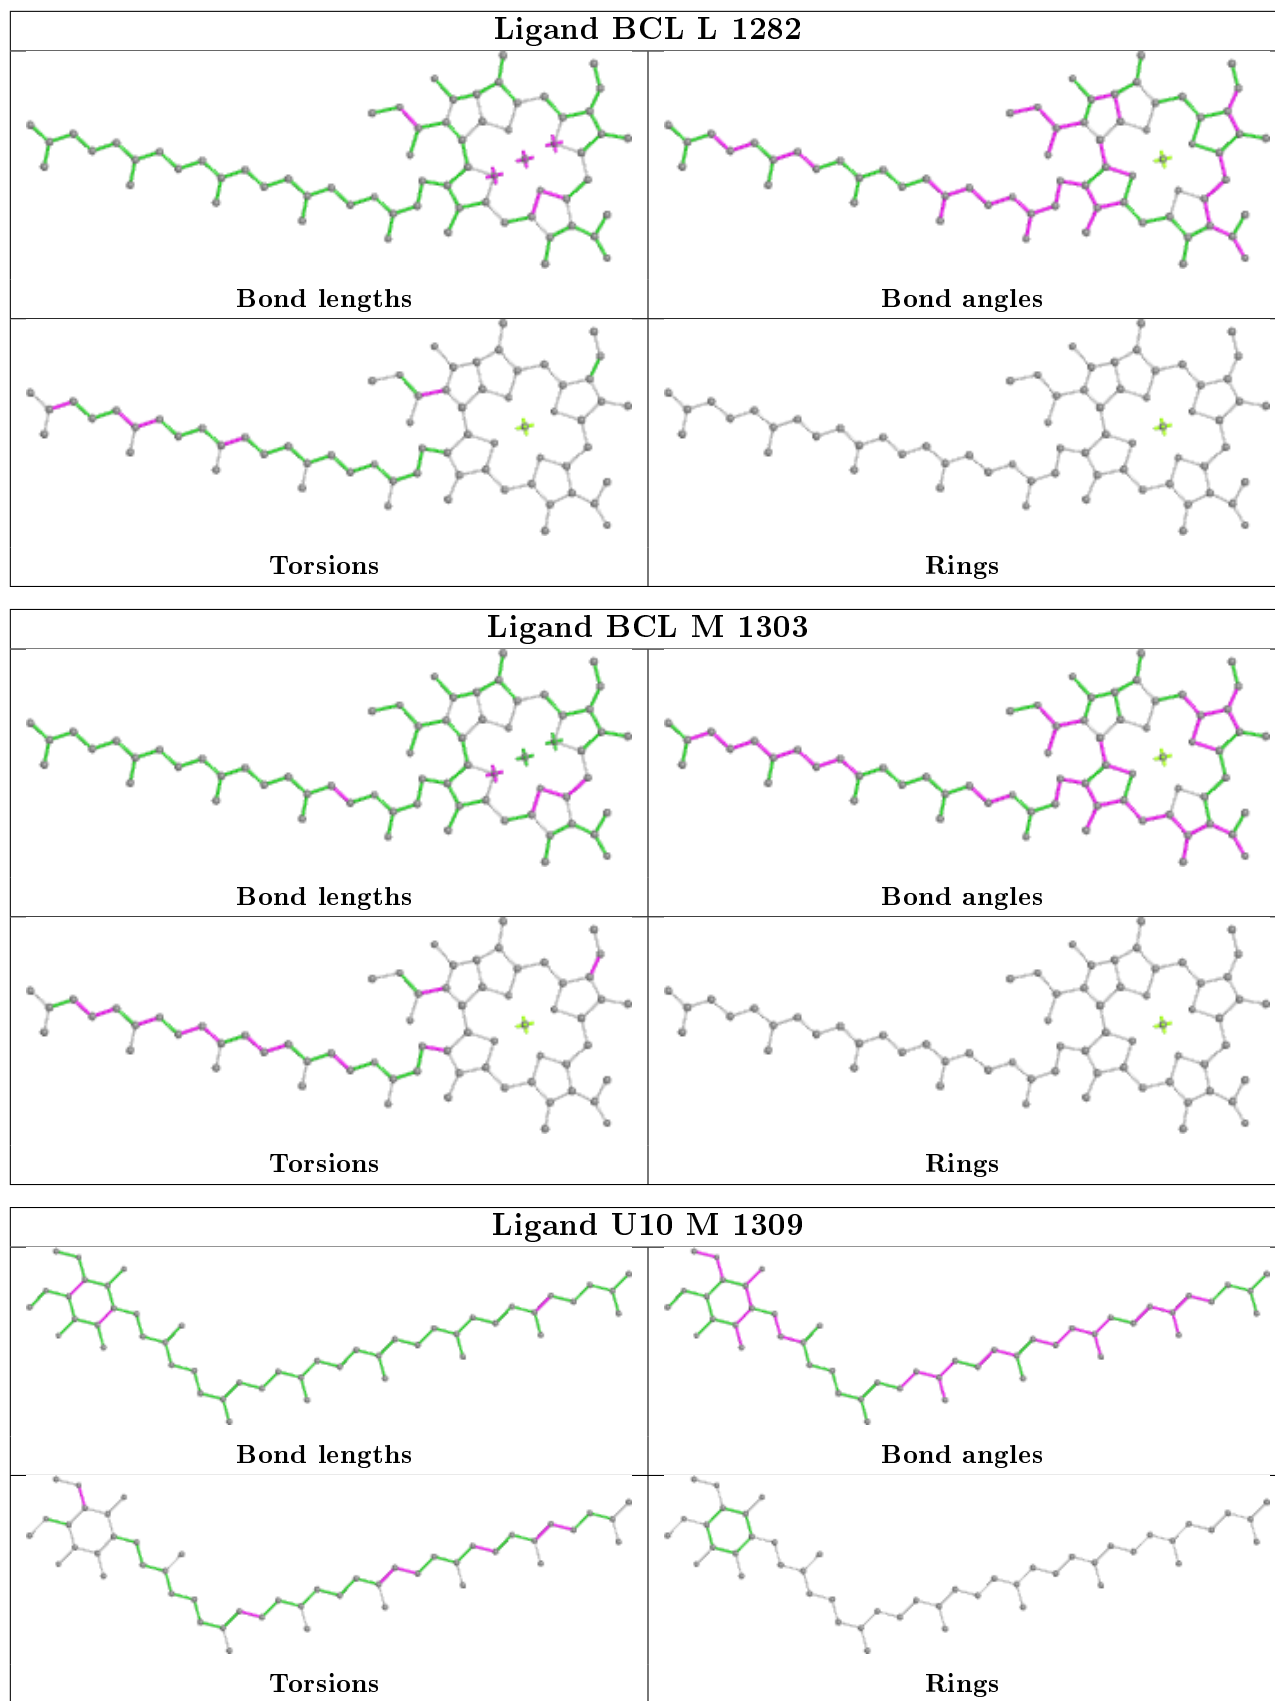 Ligand BCL L 1282
Bond lengths
Bond angles
Torsions
Rings
Ligand BCL M 1303
Bond lengths
Bond angles
Torsions
Rings
Ligand U10 M 1309
Bond lengths
Bond angles
Torsions
Rings